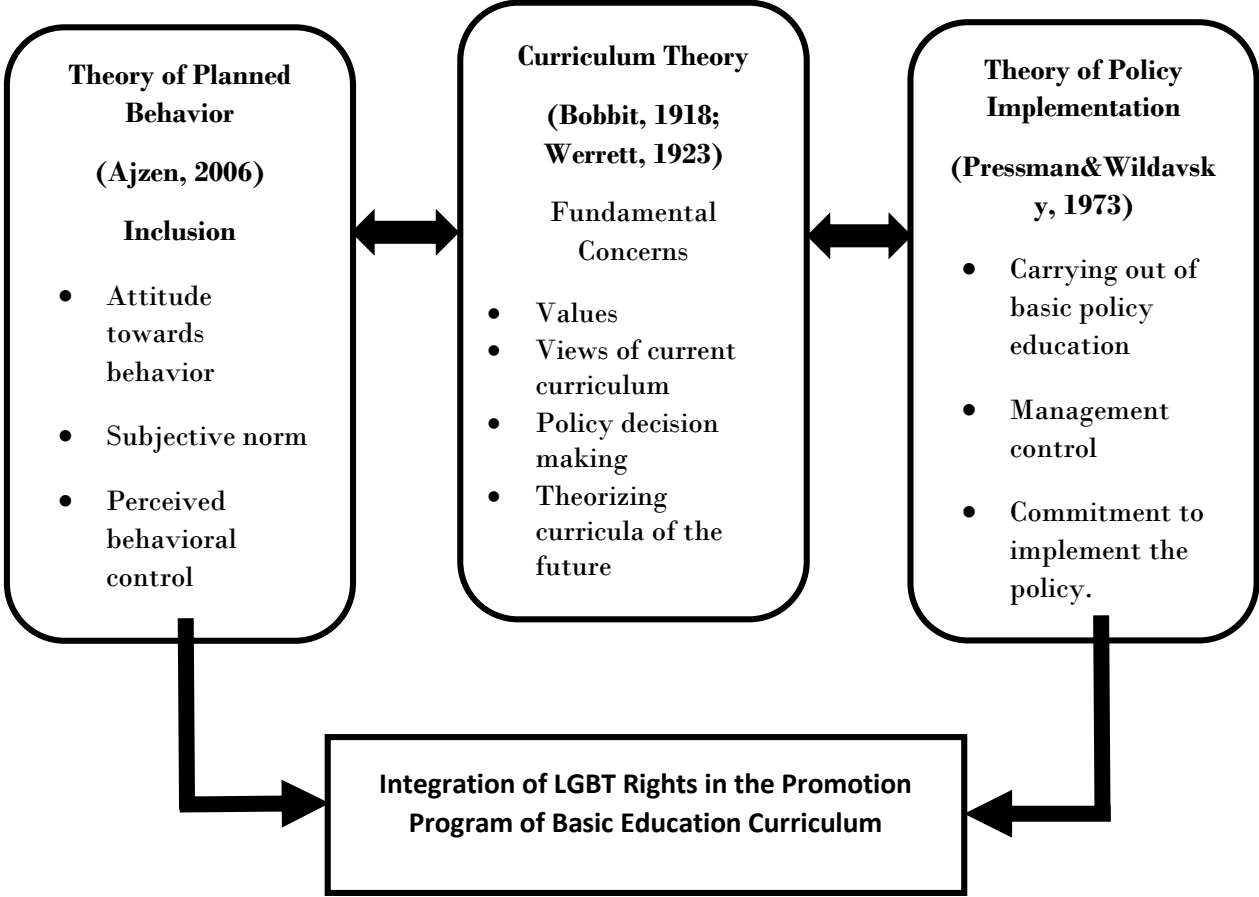 Theory of Planned
Behavior
(Ajzen, 2006)
Inclusion
• Attitude
towards
behavior
• Subjective norm
• Perceived
behavioral
control
Curriculum Theory
(Bobbit, 1918;
Werrett, 1923)
Fundamental
Concerns
• Values
• Views of current
curriculum
• Policy decision
making
• Theorizing
curricula of the
future
Theory of Policy
Implementation
(Pressman&Wildavsk
y, 1973)
• Carrying out of
basic policy
education
• Management
control
• Commitment to
implement the
policy.
Integration of LGBT Rights in the Promotion
Program of Basic Education Curriculum